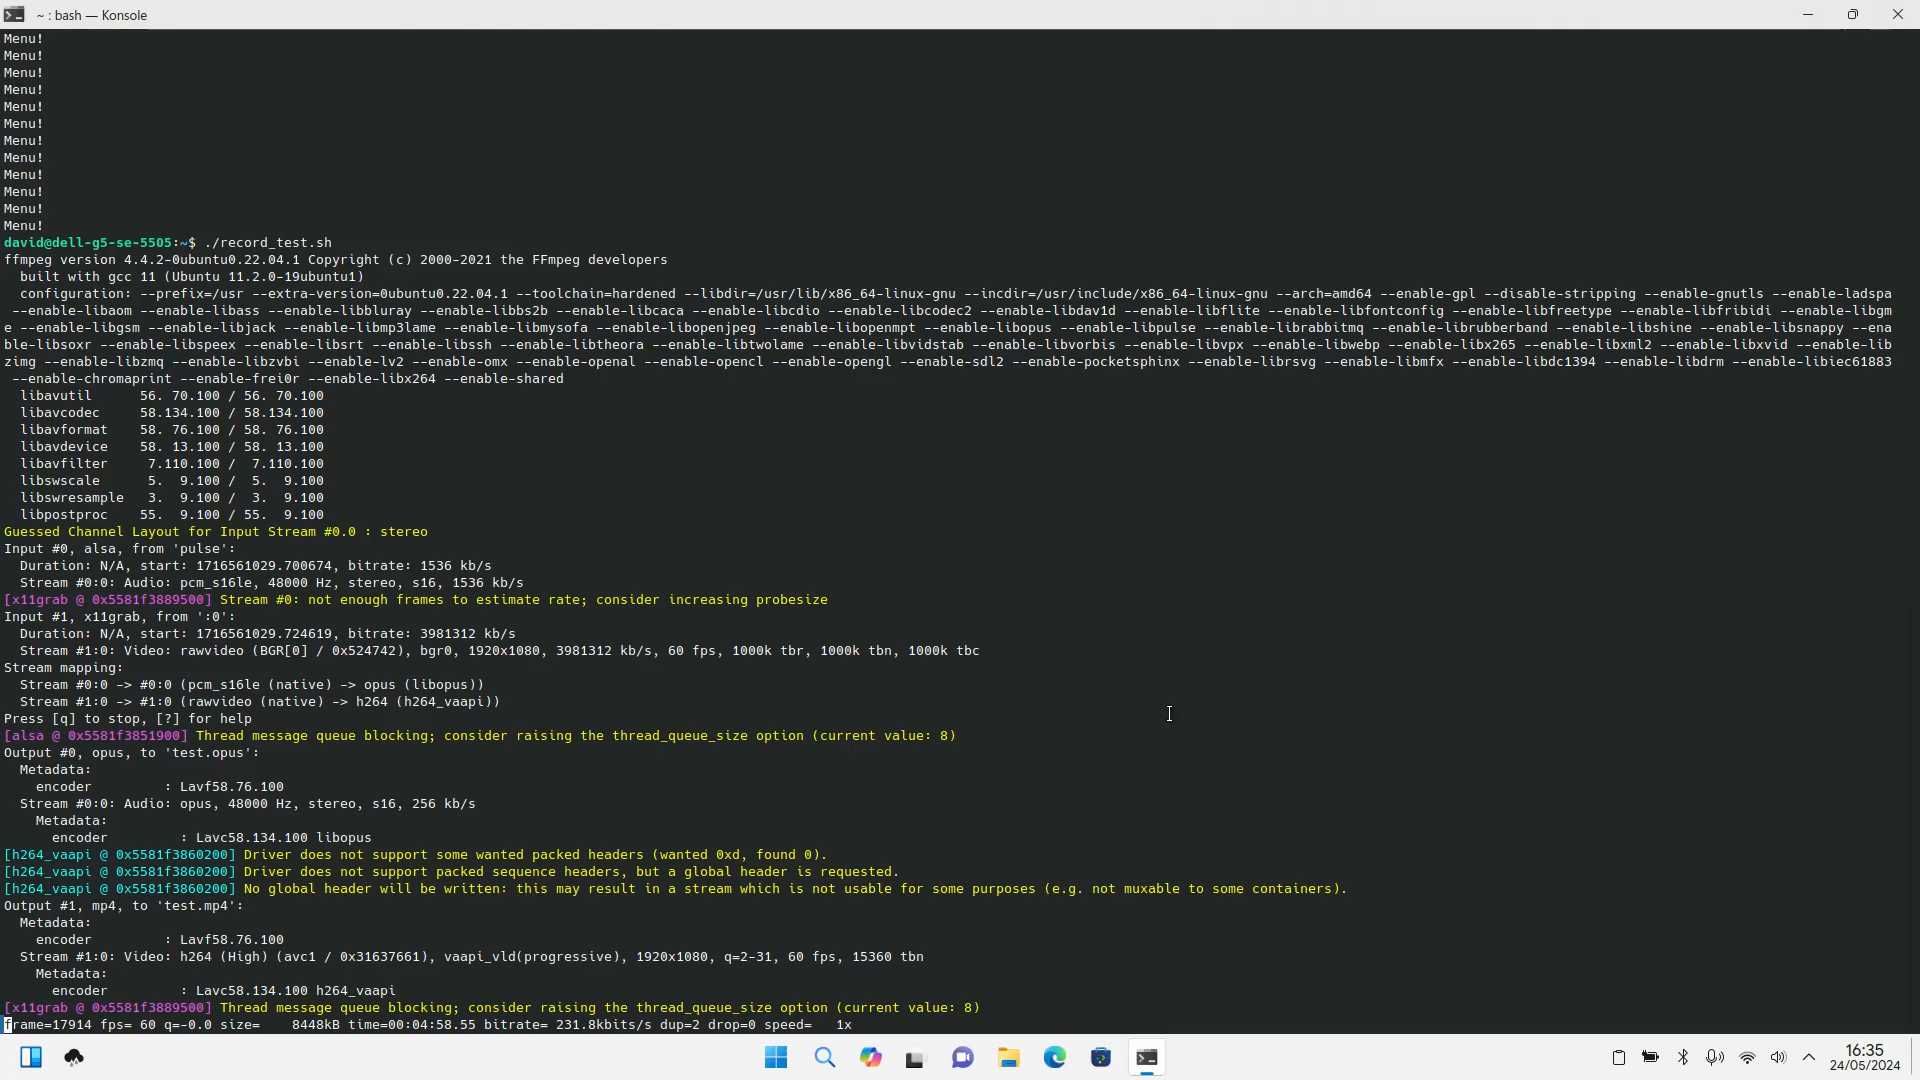 ~ : bash — Konsole
Menu!
Menu!
Menu!
Menu!
Menu!
Menu!
Menu!
Menu!
Menu!
Menu!
Menu!
Menu!
david@dell-g5-se-5505:~$ ./record_test.sh
ffmpeg version 4.4.2-0ubuntu0.22.04.1 Copyright (c) 2000-2021 the FFmpeg developers
  built with gcc 11 (Ubuntu 11.2.0-19ubuntu1)
  configuration: --prefix=/usr --extra-version=0ubuntu0.22.04.1 --toolchain=hardened --libdir=/usr/lib/x86_64-linux-gnu --incdir=/usr/include/x86_64-linux-gnu --arch=amd64 --enable-gpl --disable-stripping --enable-gnutls --enable-ladspa
 --enable-libaom --enable-libass --enable-libbluray --enable-libbs2b --enable-libcaca --enable-libcdio --enable-libcodec2 --enable-libdav1d --enable-libflite --enable-libfontconfig --enable-libfreetype --enable-libfribidi --enable-libgm
e --enable-libgsm --enable-libjack --enable-libmp3lame --enable-libmysofa --enable-libopenjpeg --enable-libopenmpt --enable-libopus --enable-libpulse --enable-librabbitmq --enable-librubberband --enable-libshine --enable-libsnappy --ena
ble-libsoxr --enable-libspeex --enable-libsrt --enable-libssh --enable-libtheora --enable-libtwolame --enable-libvidstab --enable-libvorbis --enable-libvpx --enable-libwebp --enable-libx265 --enable-libxml2 --enable-libxvid --enable-lib
zimg --enable-libzmq --enable-libzvbi --enable-lv2 --enable-omx --enable-openal --enable-opencl --enable-opengl --enable-sdl2 --enable-pocketsphinx --enable-librsvg --enable-libmfx --enable-libdc1394 --enable-libdrm --enable-libiec61883
 --enable-chromaprint --enable-frei0r --enable-libx264 --enable-shared
  libavutil      56. 70.100 / 56. 70.100
  libavcodec     58.134.100 / 58.134.100
  libavformat    58. 76.100 / 58. 76.100
  libavdevice    58. 13.100 / 58. 13.100
  libavfilter     7.110.100 /  7.110.100
  libswscale      5.  9.100 /  5.  9.100
  libswresample   3.  9.100 /  3.  9.100
  libpostproc    55.  9.100 / 55.  9.100
Guessed Channel Layout for Input Stream #0.0 : stereo
Input #0, alsa, from 'pulse':
  Duration: N/A, start: 1716561029.700674, bitrate: 1536 kb/s
  Stream #0:0: Audio: pcm_s16le, 48000 Hz, stereo, s16, 1536 kb/s
[x11grab @ 0x5581f3889500] Stream #0: not enough frames to estimate rate; consider increasing probesize
Input #1, x11grab, from ':0':
  Duration: N/A, start: 1716561029.724619, bitrate: 3981312 kb/s
  Stream #1:0: Video: rawvideo (BGR[0] / 0x524742), bgr0, 1920x1080, 3981312 kb/s, 60 fps, 1000k tbr, 1000k tbn, 1000k tbc
Stream mapping:
  Stream #0:0 -> #0:0 (pcm_s16le (native) -> opus (libopus))
  Stream #1:0 -> #1:0 (rawvideo (native) -> h264 (h264_vaapi))
Press [q] to stop, [?] for help
[alsa @ 0x5581f3851900] Thread message queue blocking; consider raising the thread_queue_size option (current value: 8)
Output #0, opus, to 'test.opus':
  Metadata:
    encoder         : Lavf58.76.100
  Stream #0:0: Audio: opus, 48000 Hz, stereo, s16, 256 kb/s
    Metadata:
      encoder         : Lavc58.134.100 libopus
[h264_vaapi @ 0x5581f3860200] Driver does not support some wanted packed headers (wanted 0xd, found 0).
[h264_vaapi @ 0x5581f3860200] Driver does not support packed sequence headers, but a global header is requested.
[h264_vaapi @ 0x5581f3860200] No global header will be written: this may result in a stream which is not usable for some purposes (e.g. not muxable to some containers).
Output #1, mp4, to 'test.mp4':
  Metadata:
    encoder         : Lavf58.76.100
  Stream #1:0: Video: h264 (High) (avc1 / 0x31637661), vaapi_vld(progressive), 1920x1080, q=2-31, 60 fps, 15360 tbn
    Metadata:
      encoder         : Lavc58.134.100 h264_vaapi
[x11grab @ 0x5581f3889500] Thread message queue blocking; consider raising the thread_queue_size option (current value: 8)
frame=17914 fps= 60 q=-0.0 size=    8448kB time=00:04:58.55 bitrate= 231.8kbits/s dup=2 drop=0 speed=   1x
16:35
24/05/2024